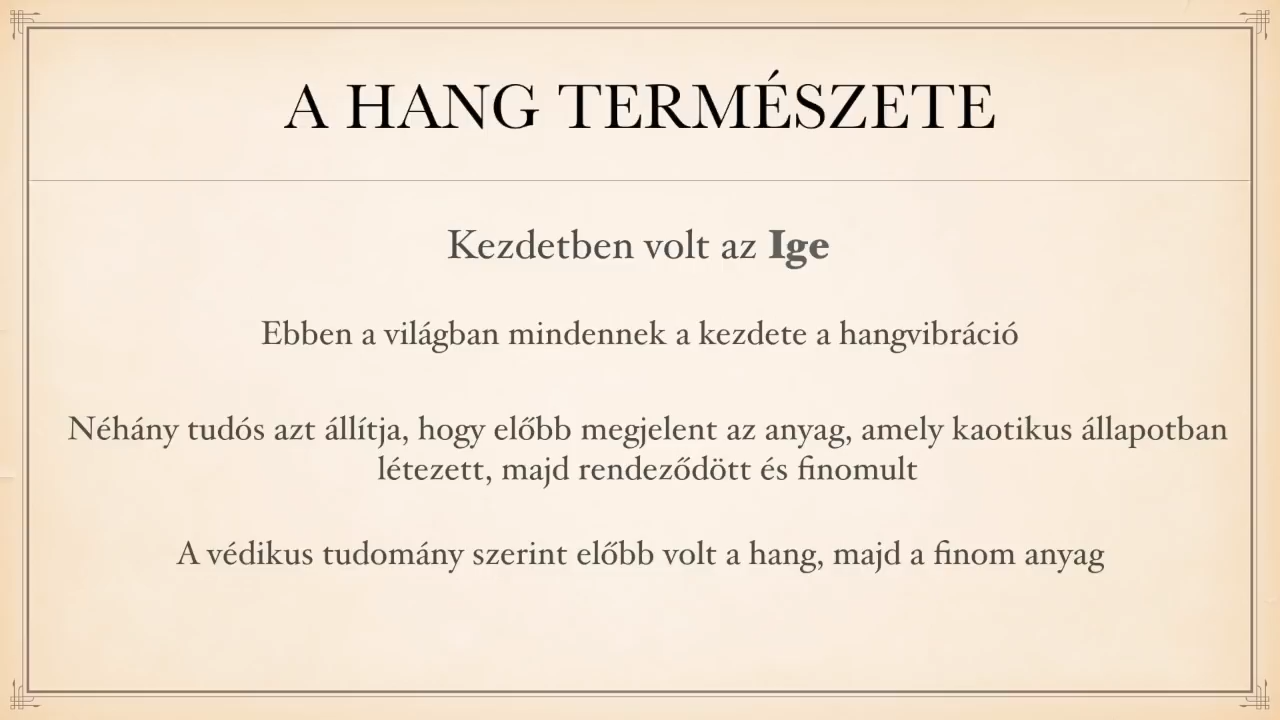 A HANG TERMÉSZETE
Kezdetben volt az Ige
Ebben a világban mindennek a kezdete a hangvibráció
Néhány tudós azt állítja, hogy előbb megjelent az anyag, amely kaotikus állapotban
létezett, majd rendeződött és finomult
A védikus tudomány szerint előbb volt a hang, majd a finom anyag